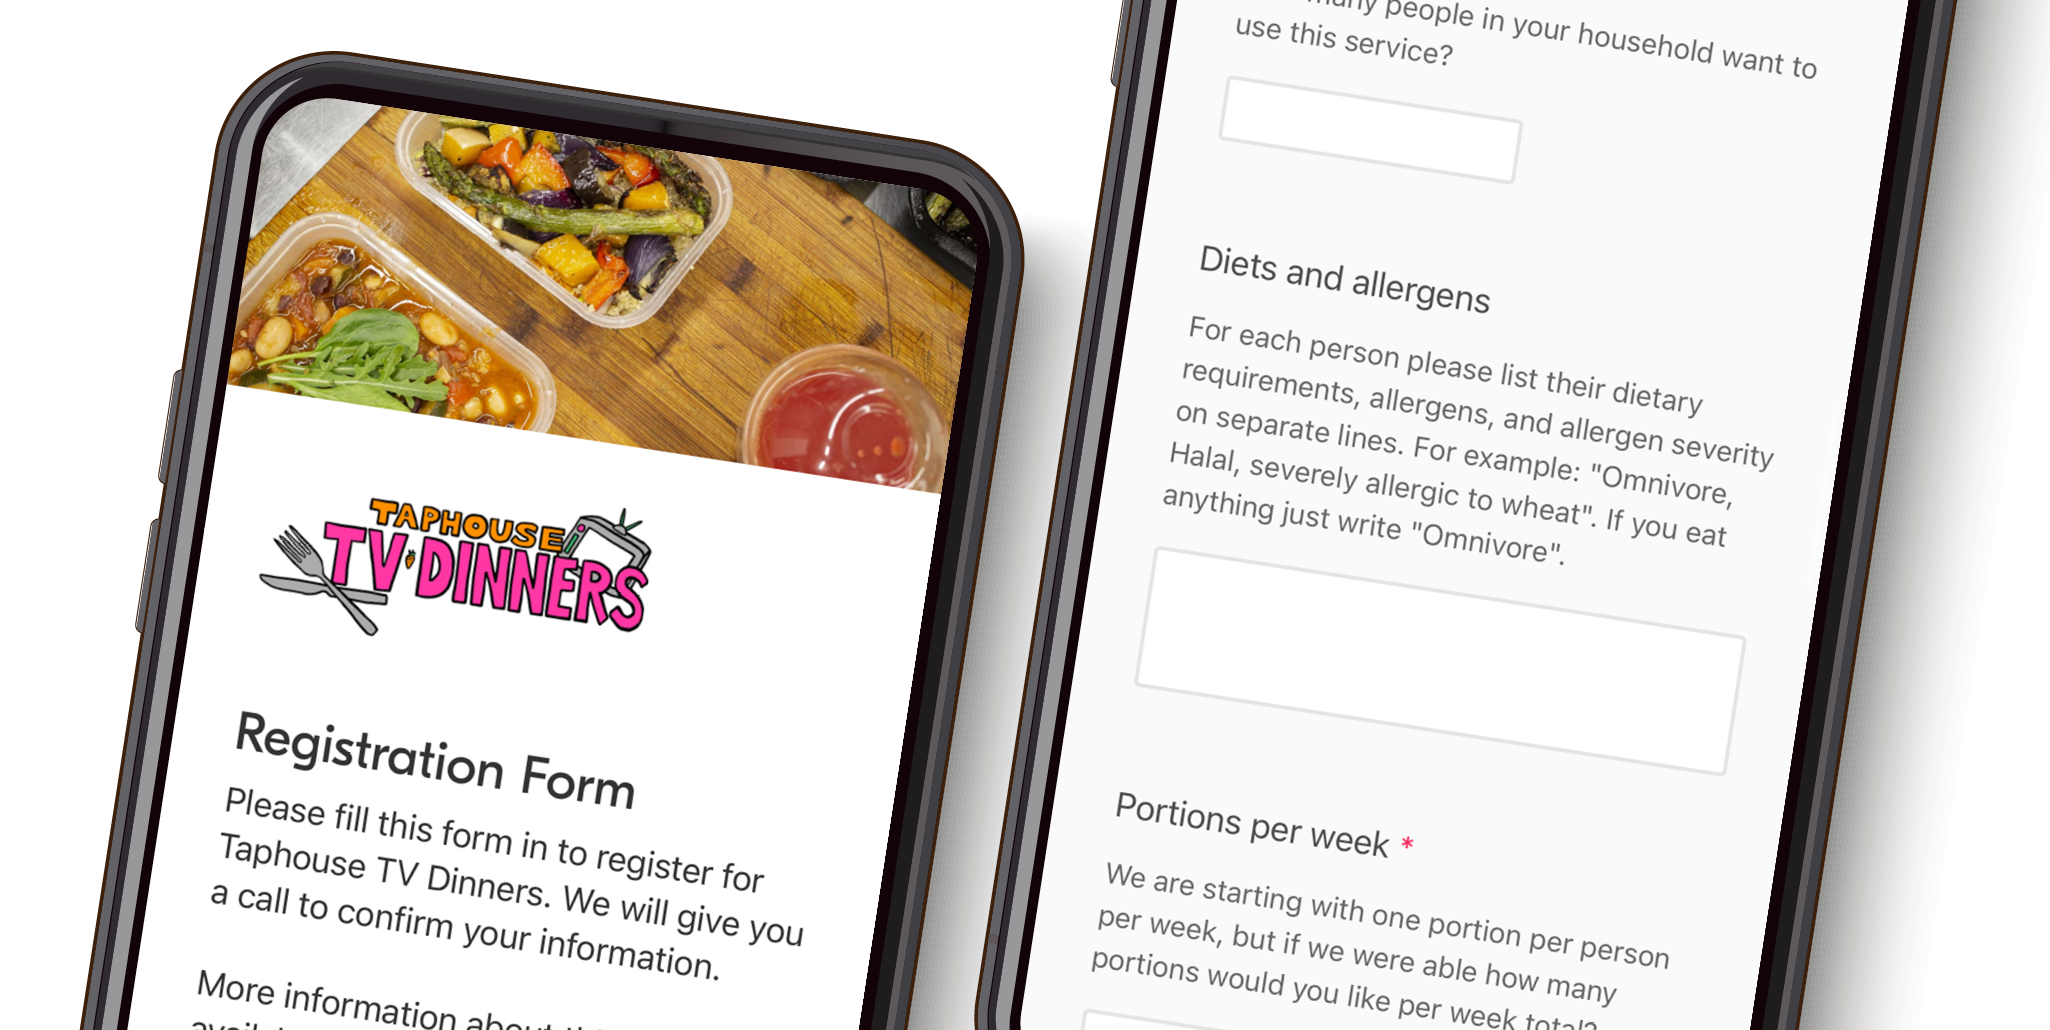 TAPHOUSE
TV DINNERS
Registration Form
Please fill this form in to register for
Taphouse TV Dinners. We will give you
a call to confirm your information.
More information about
people in your household want to
use this service?
Diets and allergens
For each person please list their dietary
requirements, allergens, and allergen severity
on separate lines. For example: "Omnivore,
Halal, severely allergic to wheat". If you eat
anything just write "Omnivore".
Portions per week *
We are starting with one portion per person
per week, but if we were able how many
portions would you like per week total?